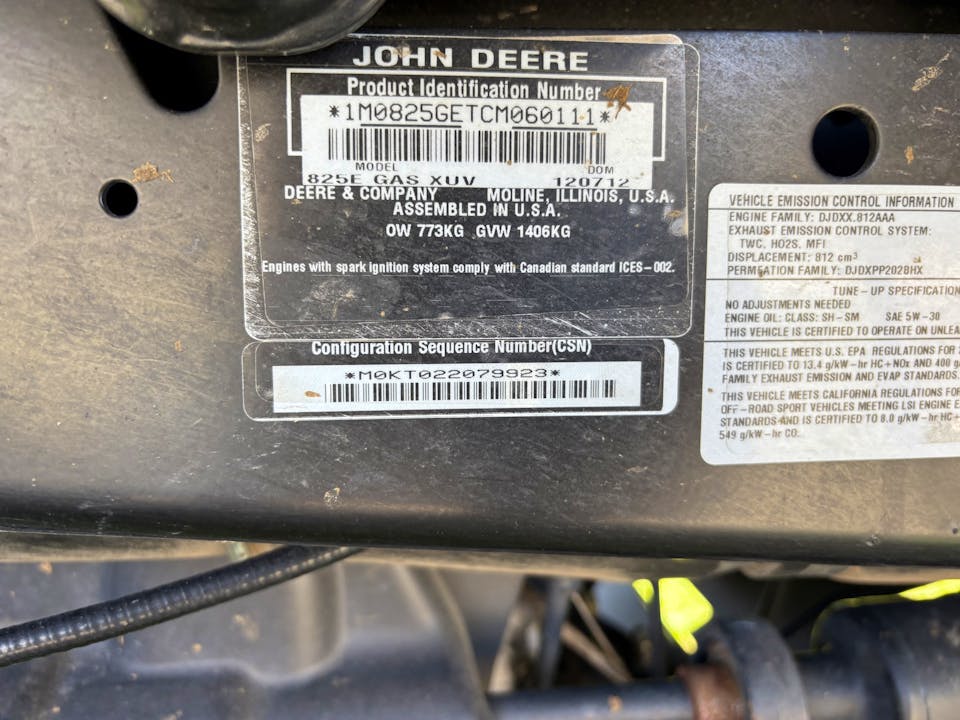 JOHN DEERE
Product Identification Number
*1M0825GETCM060111*
MODEL DOM
825E GAS XUV 120712
DEERE & COMPANY MOLINE, ILLINOIS, U.S.A.
ASSEMBLED IN U.S.A.
OW 773KG GVW 1406KG
Engines with spark ignition system comply with Canadian standard ICES-002.
Configuration Sequence Number(CSN)
*M0KT022079923*
VEHICLE EMISSION CONTROL INFORMATION
ENGINE FAMILY: DJDXX.812AAA
EXHAUST EMISSION CONTROL SYSTEM:
TWC, HO2S, MFI
DISPLACEMENT: 812 cm³
PERMEATION FAMILY: DJDXPP202BHX
TUNE-UP SPECIFICATION
NO ADJUSTMENTS NEEDED
ENGINE OIL: CLASS: SH-SM SAE 5W-30
THIS VEHICLE IS CERTIFIED TO OPERATE ON UNLEA
THIS VEHICLE MEETS U.S. EPA REGULATIONS FOR
IS CERTIFIED TO 13.4 g/kW-hr HC+NOx AND 400
FAMILY EXHAUST EMISSION AND EVAP STANDARDS.
THIS VEHICLE MEETS CALIFORNIA REGULATIONS FOR
OFF-ROAD SPORT VEHICLES MEETING LSI ENGINE E
STANDARDS AND IS CERTIFIED TO 8.0 g/kW-hr HC+
549 g/kW-hr CO.